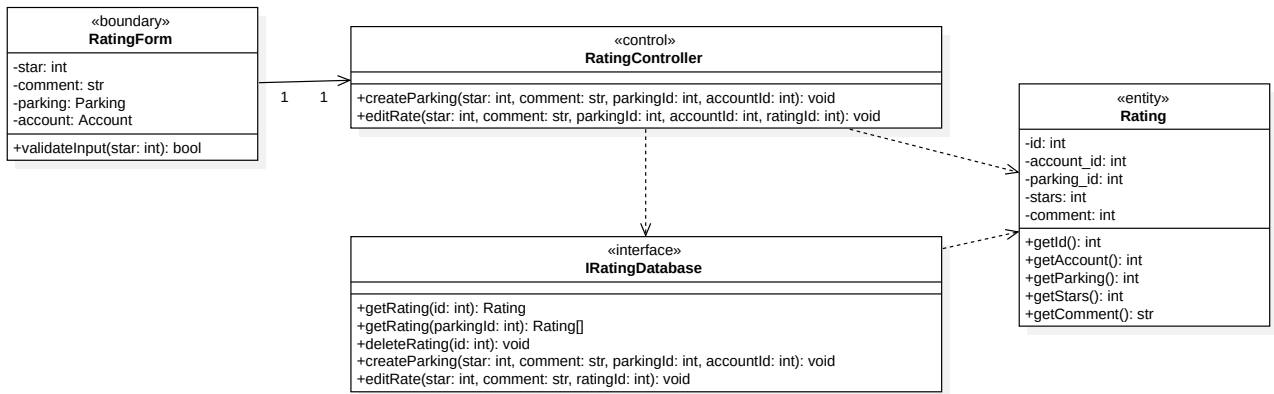 «boundary»
RatingForm
-star: int
-comment: str
-parking: Parking
-account: Account
+validateInput(star: int): bool
1 1
«control»
RatingController
+createParking(star: int, comment: str, parkingId: int, accountId: int): void
+editRate(star: int, comment: str, parkingId: int, accountId: int, ratingId: int): void
«interface»
IRatingDatabase
+getRating(id: int): Rating
+getRating(parkingId: int): Rating[]
+deleteRating(id: int): void
+createParking(star: int, comment: str, parkingId: int, accountId: int): void
+editRate(star: int, comment: str, ratingId: int): void
«entity»
Rating
-id: int
-account_id: int
-parking_id: int
-stars: int
-comment: int
+getId(): int
+getAccount(): int
+getParking(): int
+getStars(): int
+getComment(): str